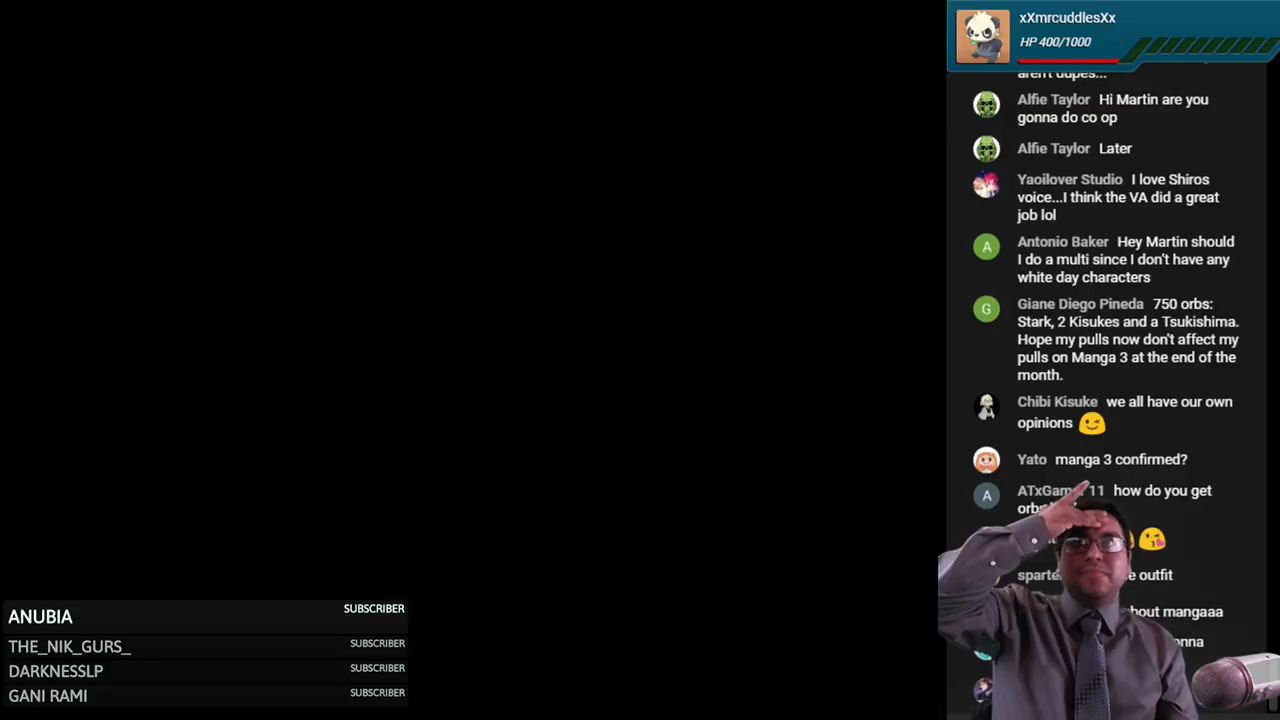 xXmrcuddlesXx
HP 400/1000
aren't dupes...
Alfie Taylor Hi Martin are you
gonna do co op
Alfie Taylor Later
Yaoilover Studio I love Shiros
voice...I think the VA did a great
job lol
Antonio Baker Hey Martin should
I do a multi since I don't have any
white day characters
Giane Diego Pineda 750 orbs:
Stark, 2 Kisukes and a Tsukishima.
Hope my pulls now don't affect my
pulls on Manga 3 at the end of the
month.
Chibi Kisuke we all have our own
opinions
Yato manga 3 confirmed?
11 how do you get
outfit
mangaaa
ANUBIA SUBSCRIBER
THE_NIK_GURS_ SUBSCRIBER
DARKNESSLP SUBSCRIBER
GANI RAMI SUBSCRIBER